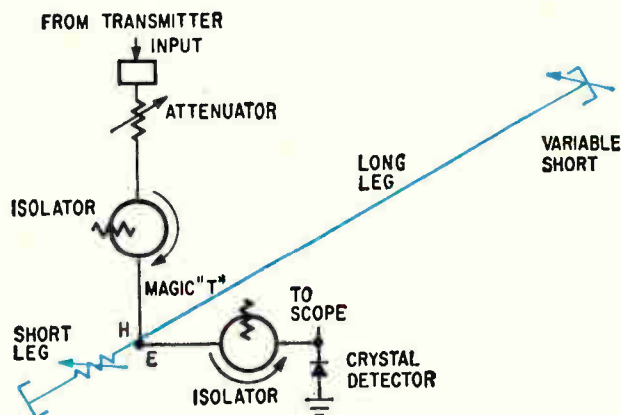 FROM TRANSMITTER
INPUT
ATTENUATOR
VARIABLE
SHORT
LONG
LEG
ISOLATOR
MAGIC "T"
TO
SCOPE
H
E
SHORT
LEG
CRYSTAL
DETECTOR
ISOLATOR